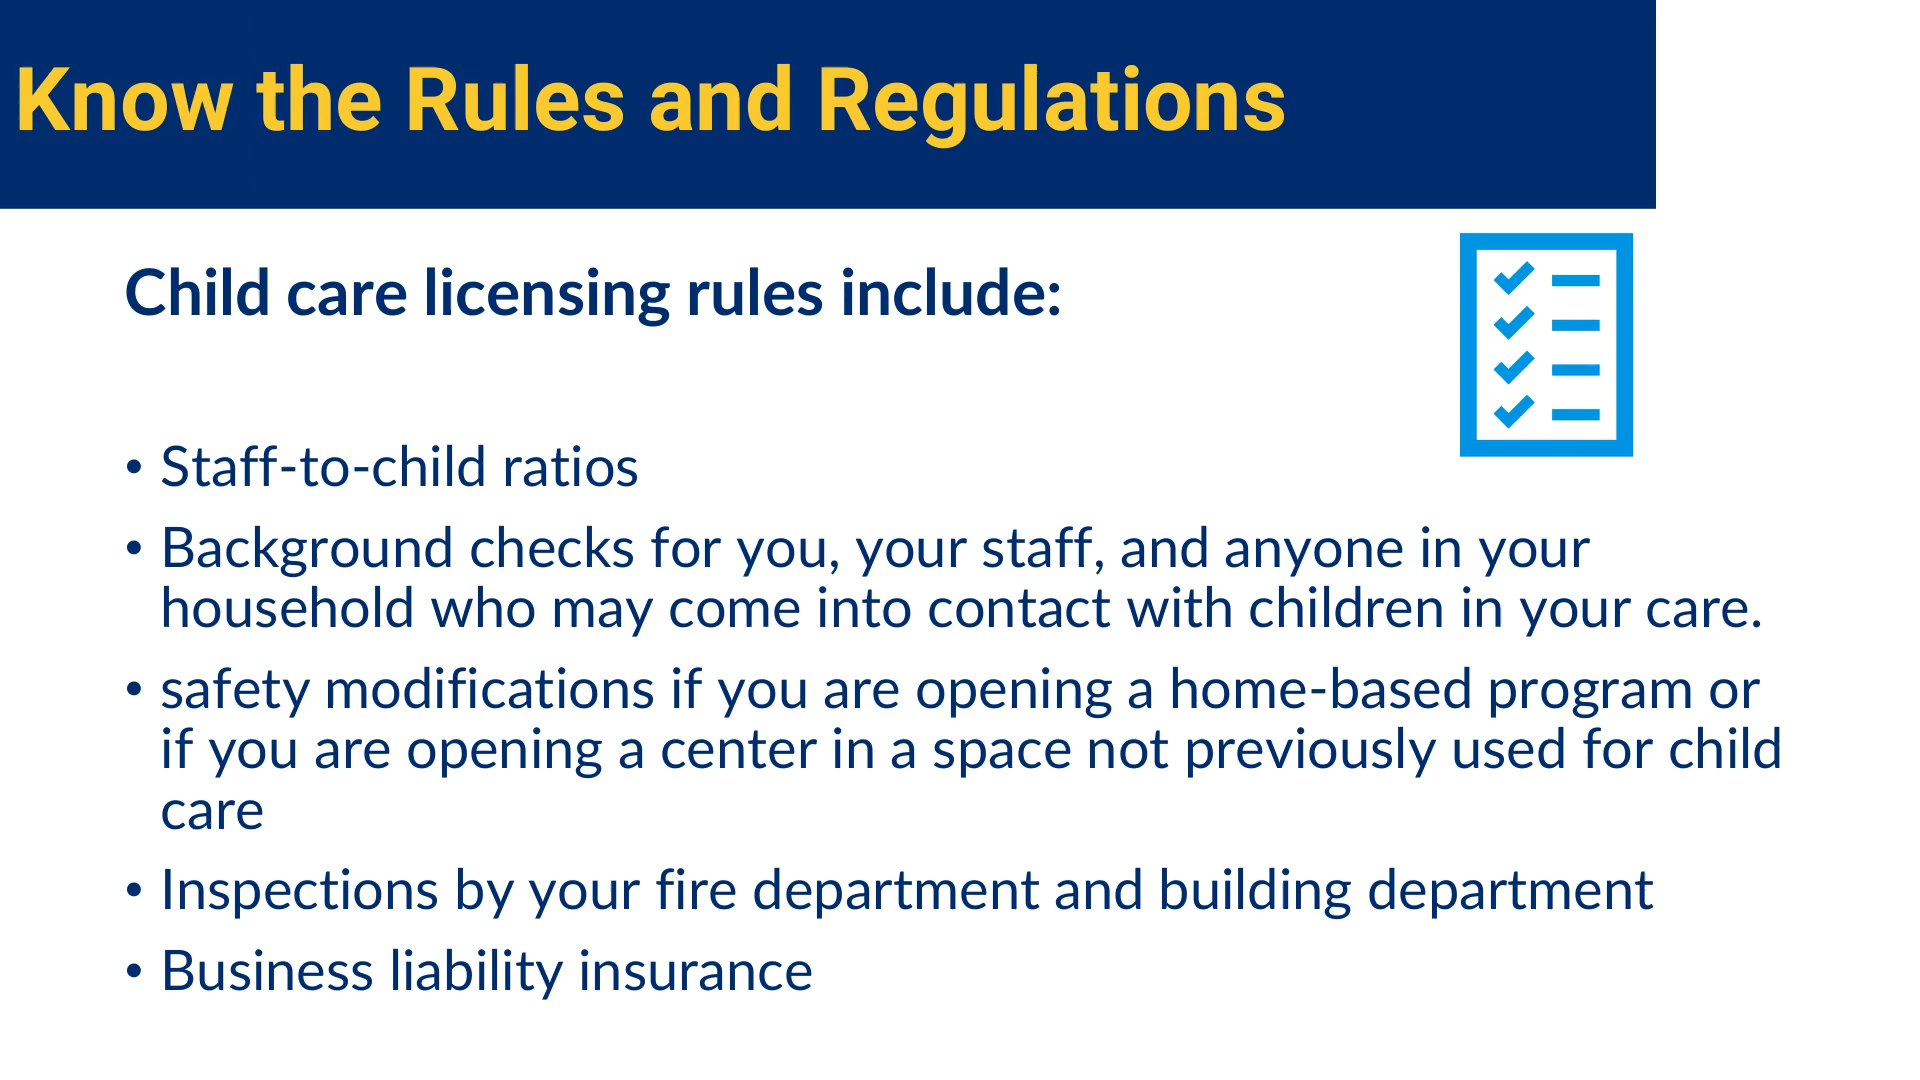 Know the Rules and Regulations
Child care licensing rules include:
• Staff-to-child ratios
• Background checks for you, your staff, and anyone in your
household who may come into contact with children in your care.
• safety modifications if you are opening a home-based program or
if you are opening a center in a space not previously used for child
care
• Inspections by your fire department and building department
• Business liability insurance